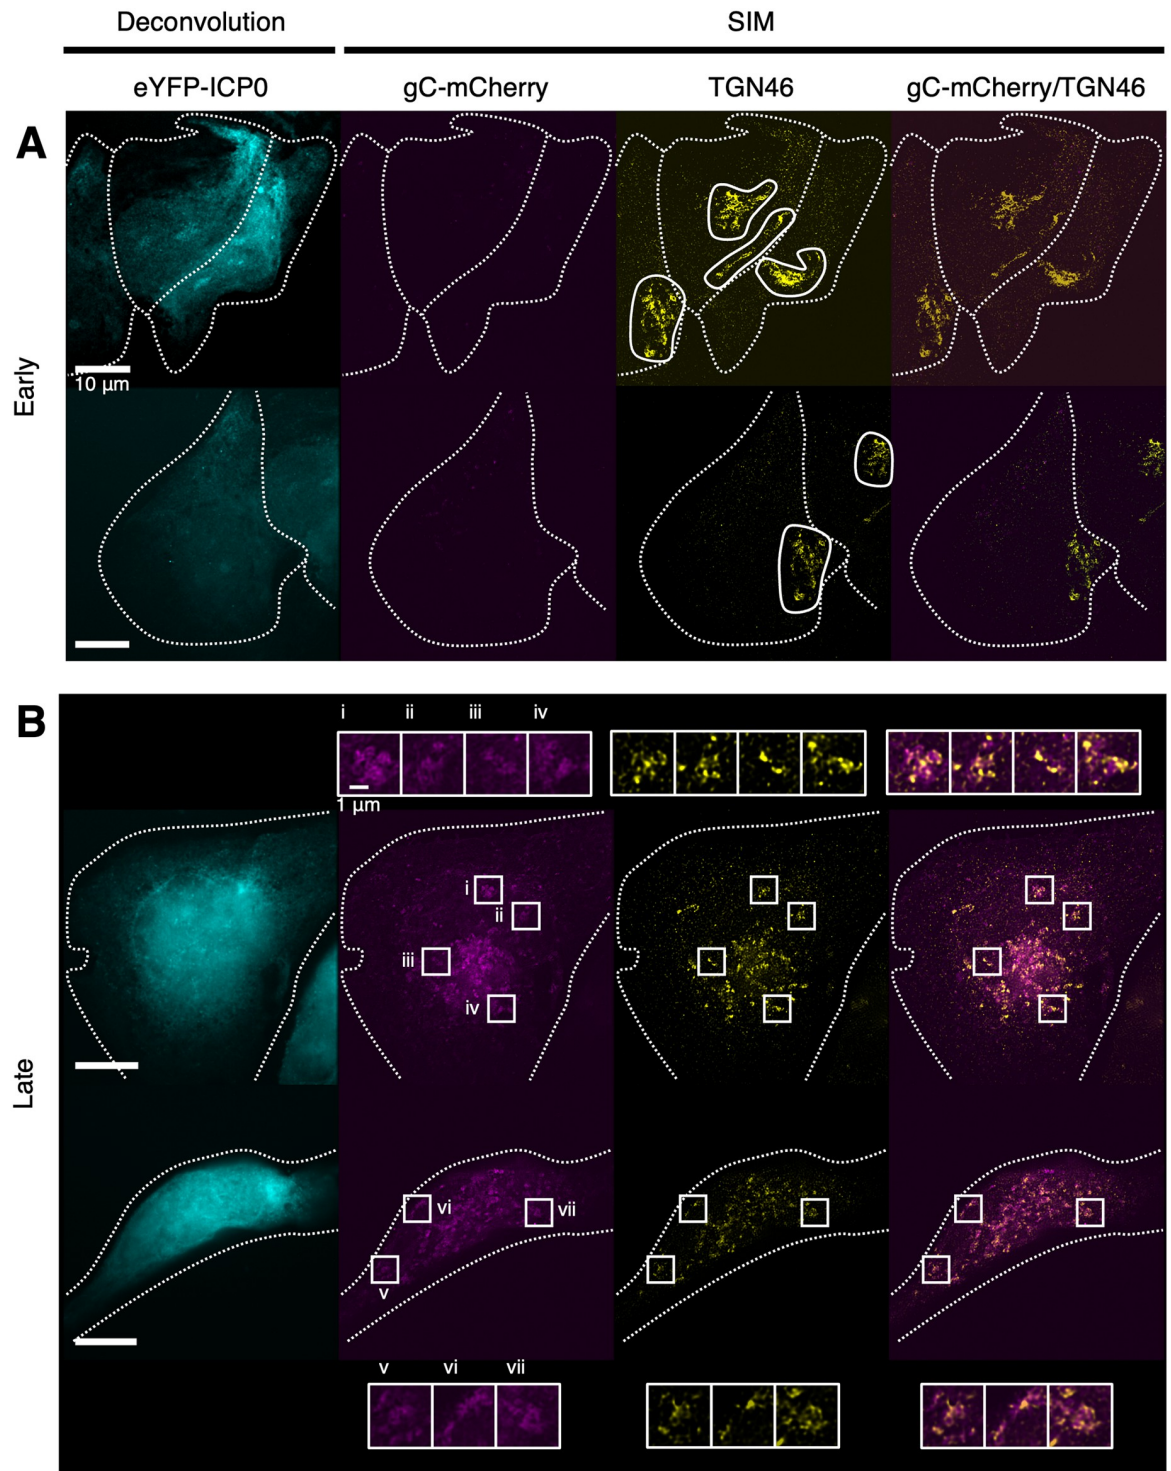 Deconvolution SIM
eYFP-ICP0 gC-mCherry TGN46 gC-mCherry/TGN46
A
Early
10 µm
B
i ii iii iv
1 µm
Late
i
ii
iii
iv
vi vii
v
v vi vii